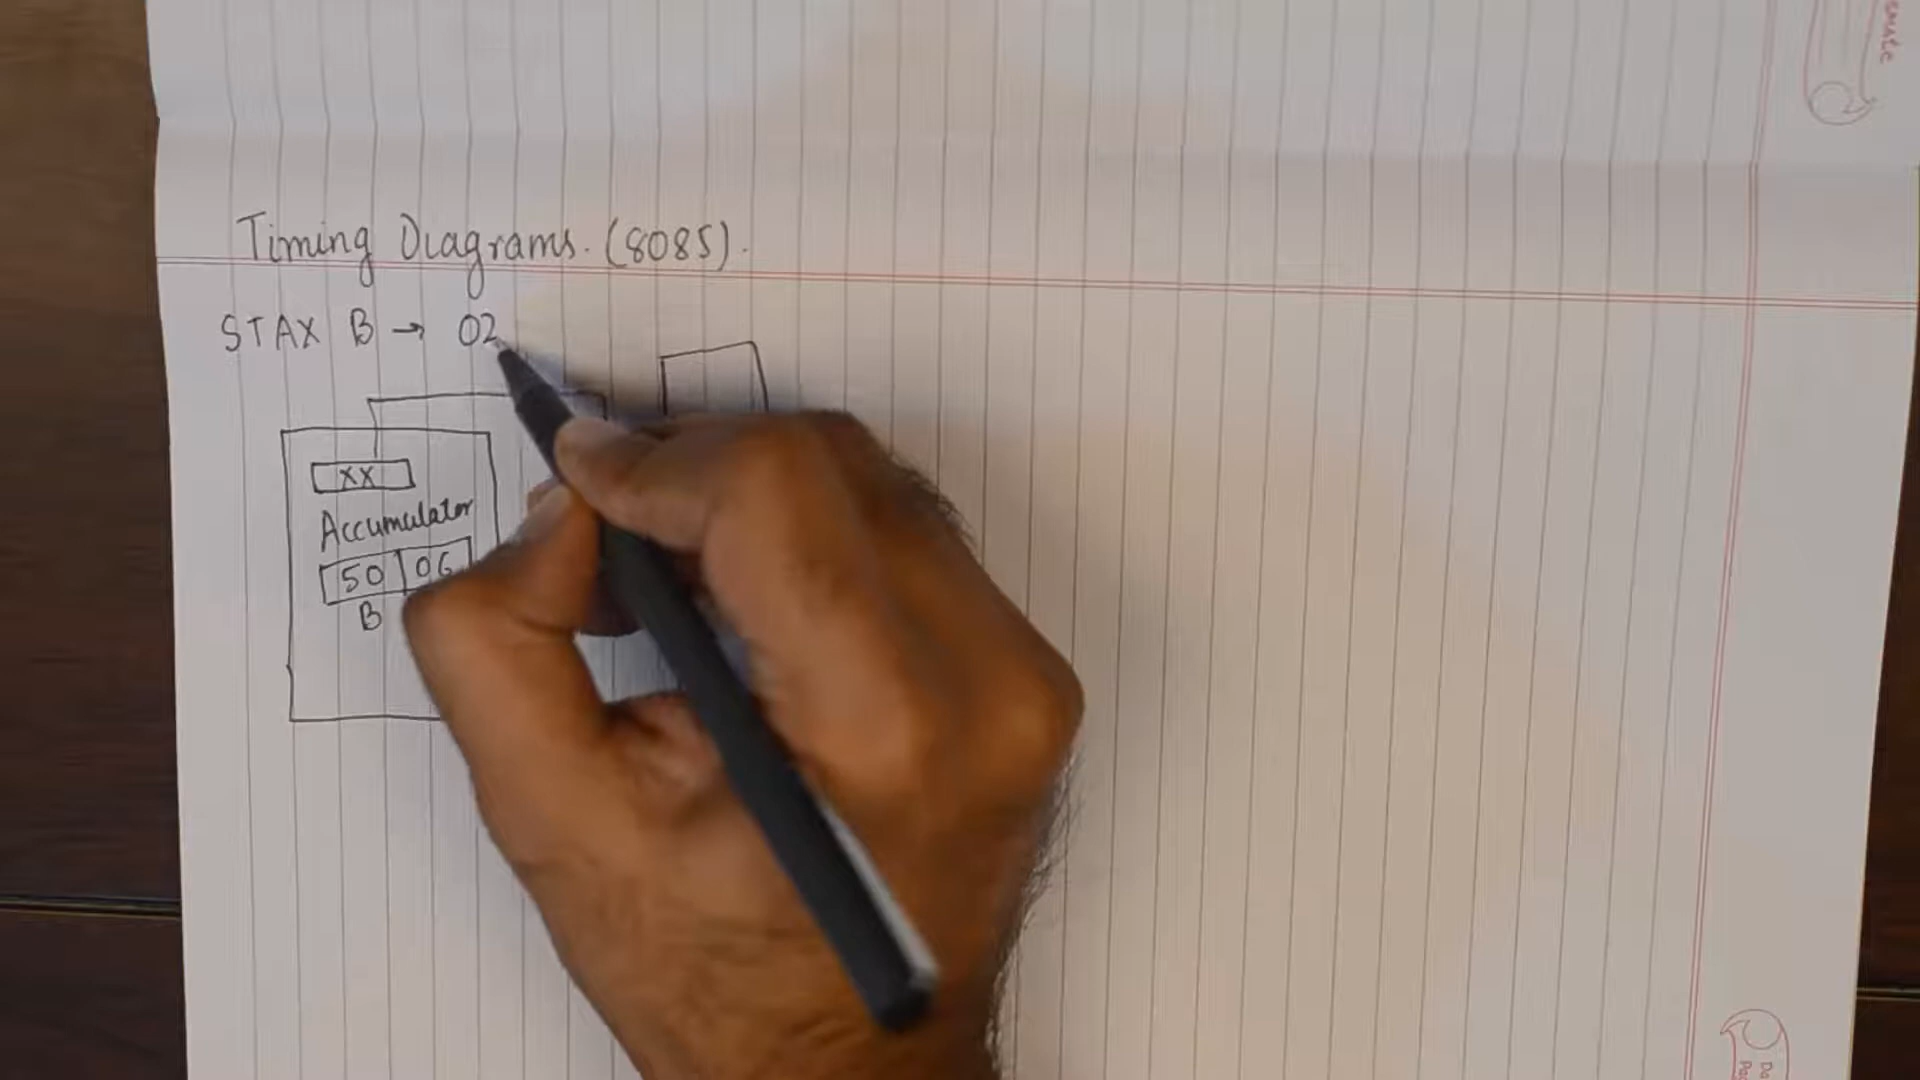 Timing Diagrams. (8085).
STAX B → 02
XX
Accumulator
50 06
B